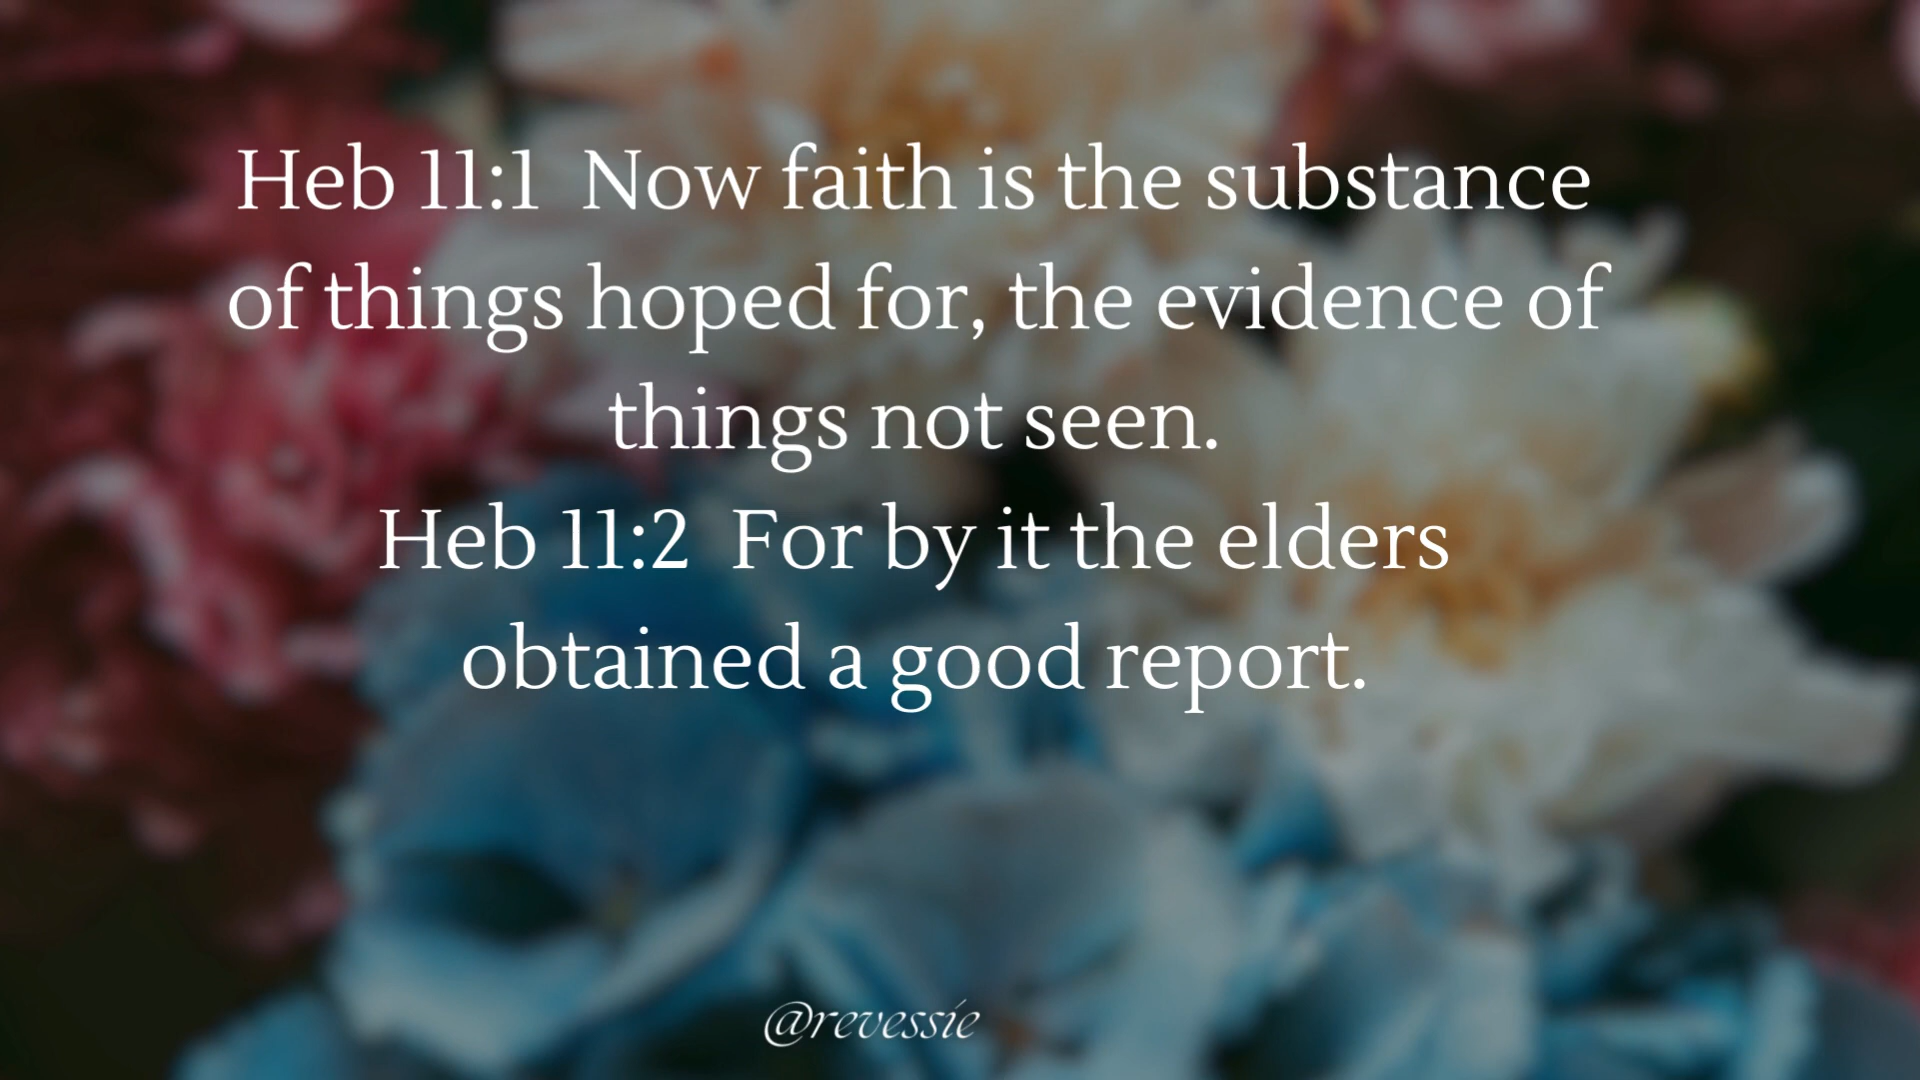 Heb 11:1  Now faith is the substance
of things hoped for, the evidence of
things not seen.
Heb 11:2  For by it the elders
obtained a good report.
@revessie